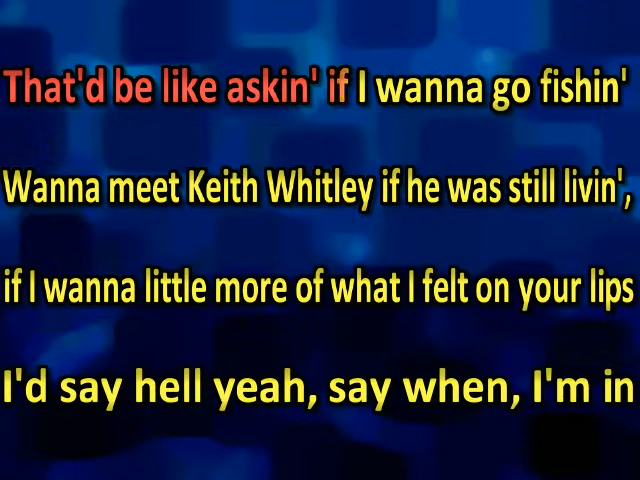 That'd be like askin' if I wanna go fishin'
Wanna meet Keith Whitley if he was still livin',
if I wanna little more of what I felt on your lips
I'd say hell yeah, say when, I'm in